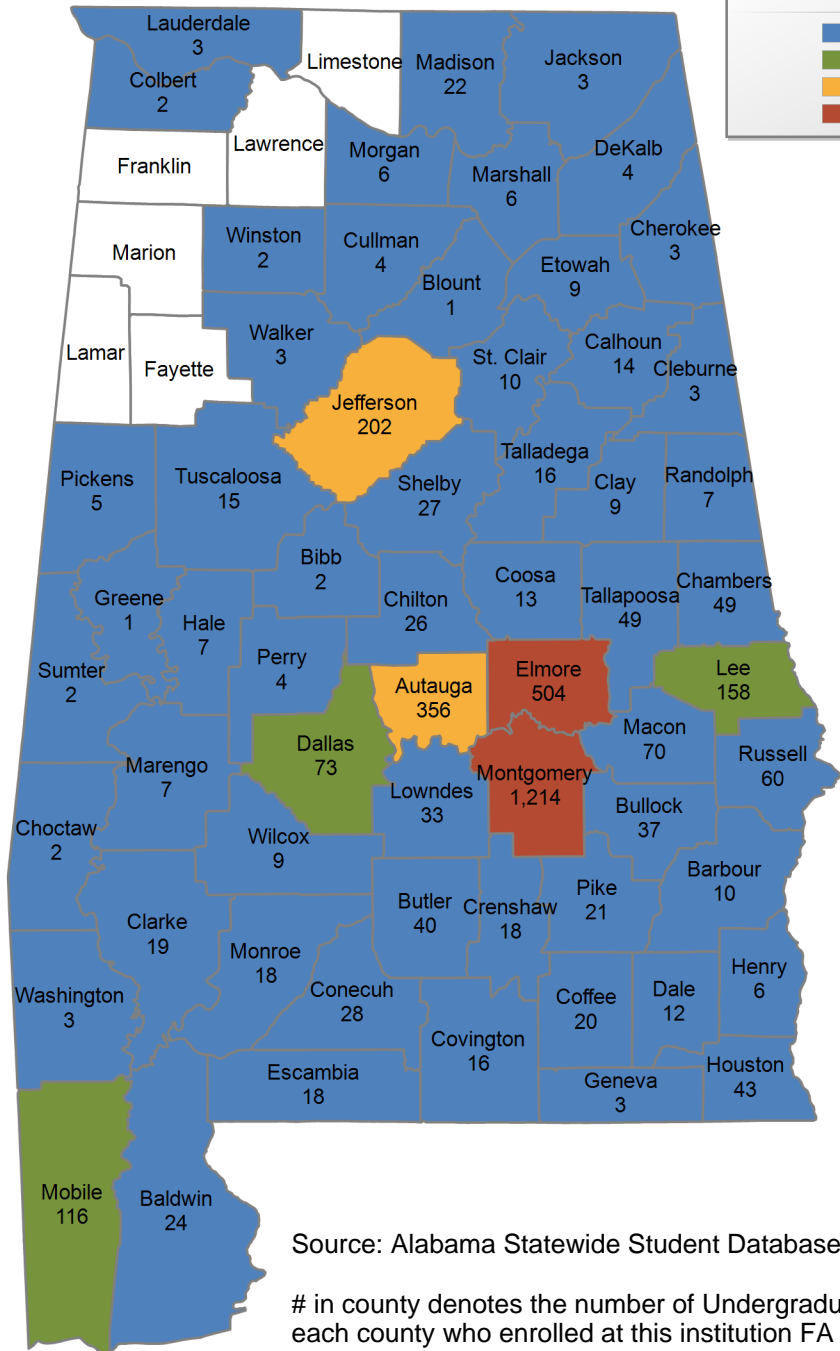 Lauderdale
3
Limestone
Madison
22
Jackson
3
Colbert
2
Lawrence
Franklin
Morgan
6
Marshall
6
DeKalb
4
Marion
Winston
2
Cullman
4
Cherokee
3
Etowah
9
Blount
1
Lamar
Fayette
Walker
3
St. Clair
10
Calhoun
14
Cleburne
3
Jefferson
202
Pickens
5
Tuscaloosa
15
Shelby
27
Talladega
16
Clay
9
Randolph
7
Bibb
2
Greene
1
Hale
7
Chilton
26
Coosa
13
Tallapoosa
49
Chambers
49
Sumter
2
Perry
4
Autauga
356
Elmore
504
Lee
158
Dallas
73
Macon
70
Marengo
7
Montgomery
1,214
Russell
60
Lowndes
33
Bullock
37
Choctaw
2
Wilcox
9
Barbour
10
Clarke
19
Butler
40
Crenshaw
18
Pike
21
Monroe
18
Washington
3
Conecuh
28
Coffee
20
Dale
12
Henry
6
Covington
16
Escambia
18
Geneva
3
Houston
43
Mobile
116
Baldwin
24
Source: Alabama Statewide Student Database
# in county denotes the number of Undergradu
each county who enrolled at this institution FA